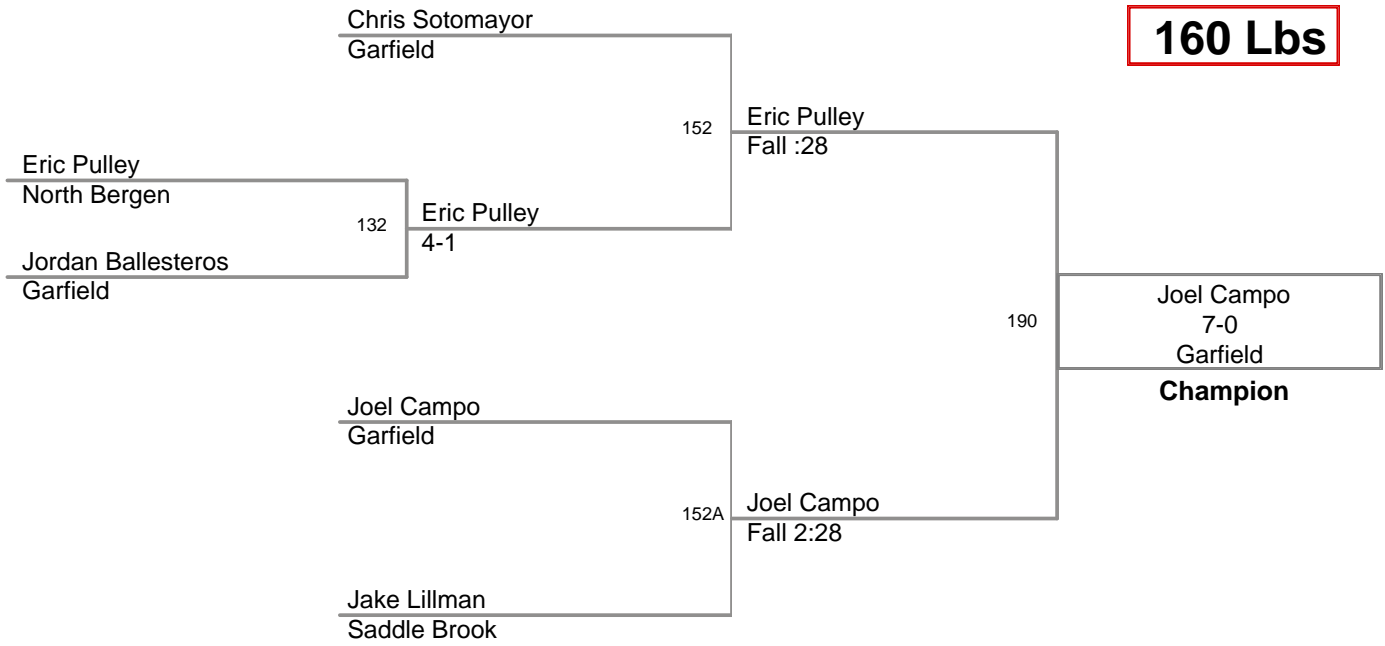 Chris Sotomayor
Garfield
160 Lbs
152
Eric Pulley
Fall :28
Eric Pulley
North Bergen
132
Eric Pulley
4-1
Jordan Ballesteros
Garfield
190
Joel Campo
7-0
Garfield
Champion
Joel Campo
Garfield
152A
Joel Campo
Fall 2:28
Jake Lillman
Saddle Brook